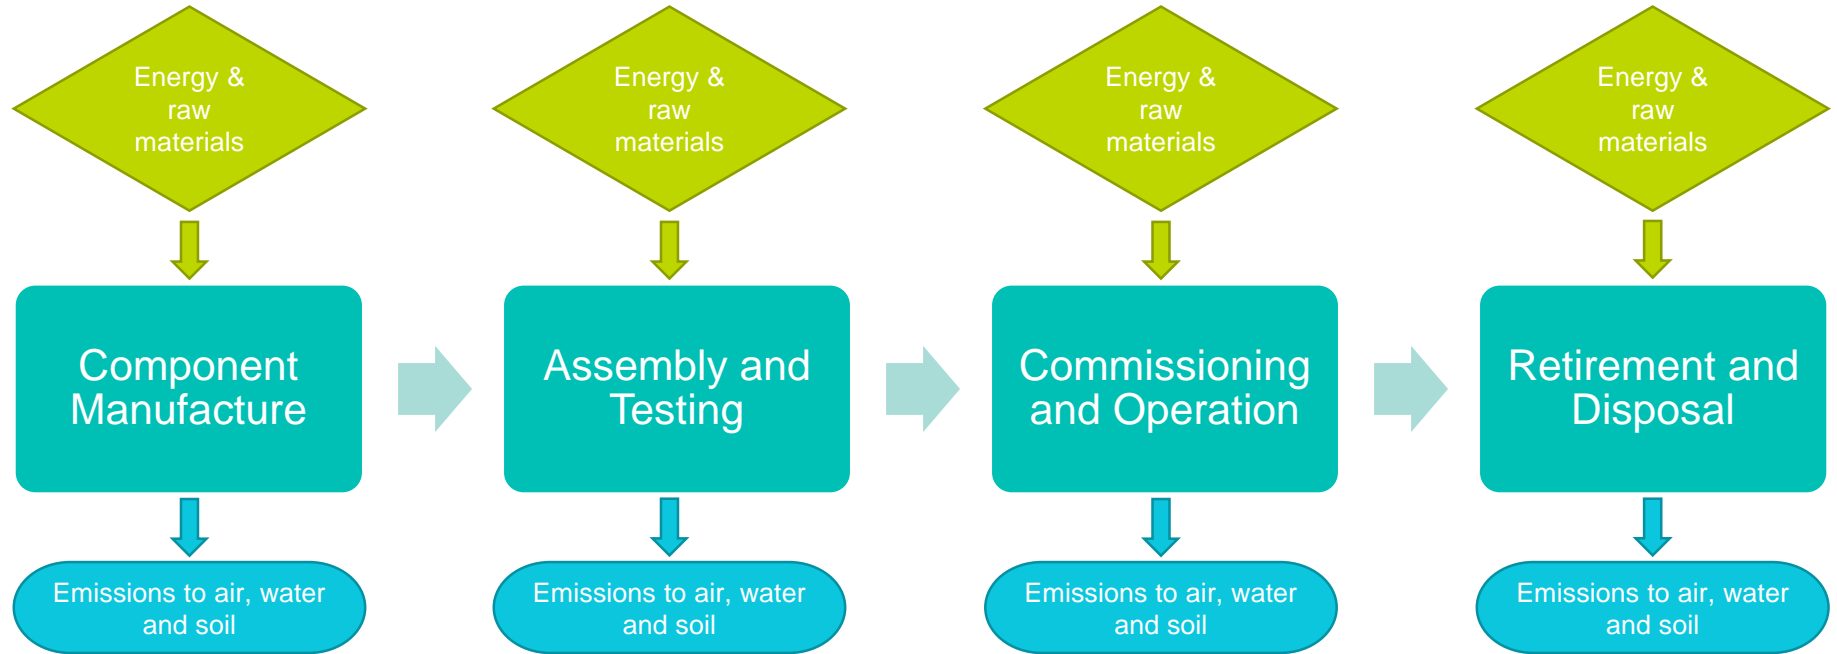 Energy &
raw
materials
Energy &
raw
materials
Energy &
raw
materials
Energy &
raw
materials
Component
Manufacture
Assembly and
Testing
Commissioning
and Operation
Retirement and
Disposal
Emissions to air, water
and soil
Emissions to air, water
and soil
Emissions to air, water
and soil
Emissions to air, water
and soil